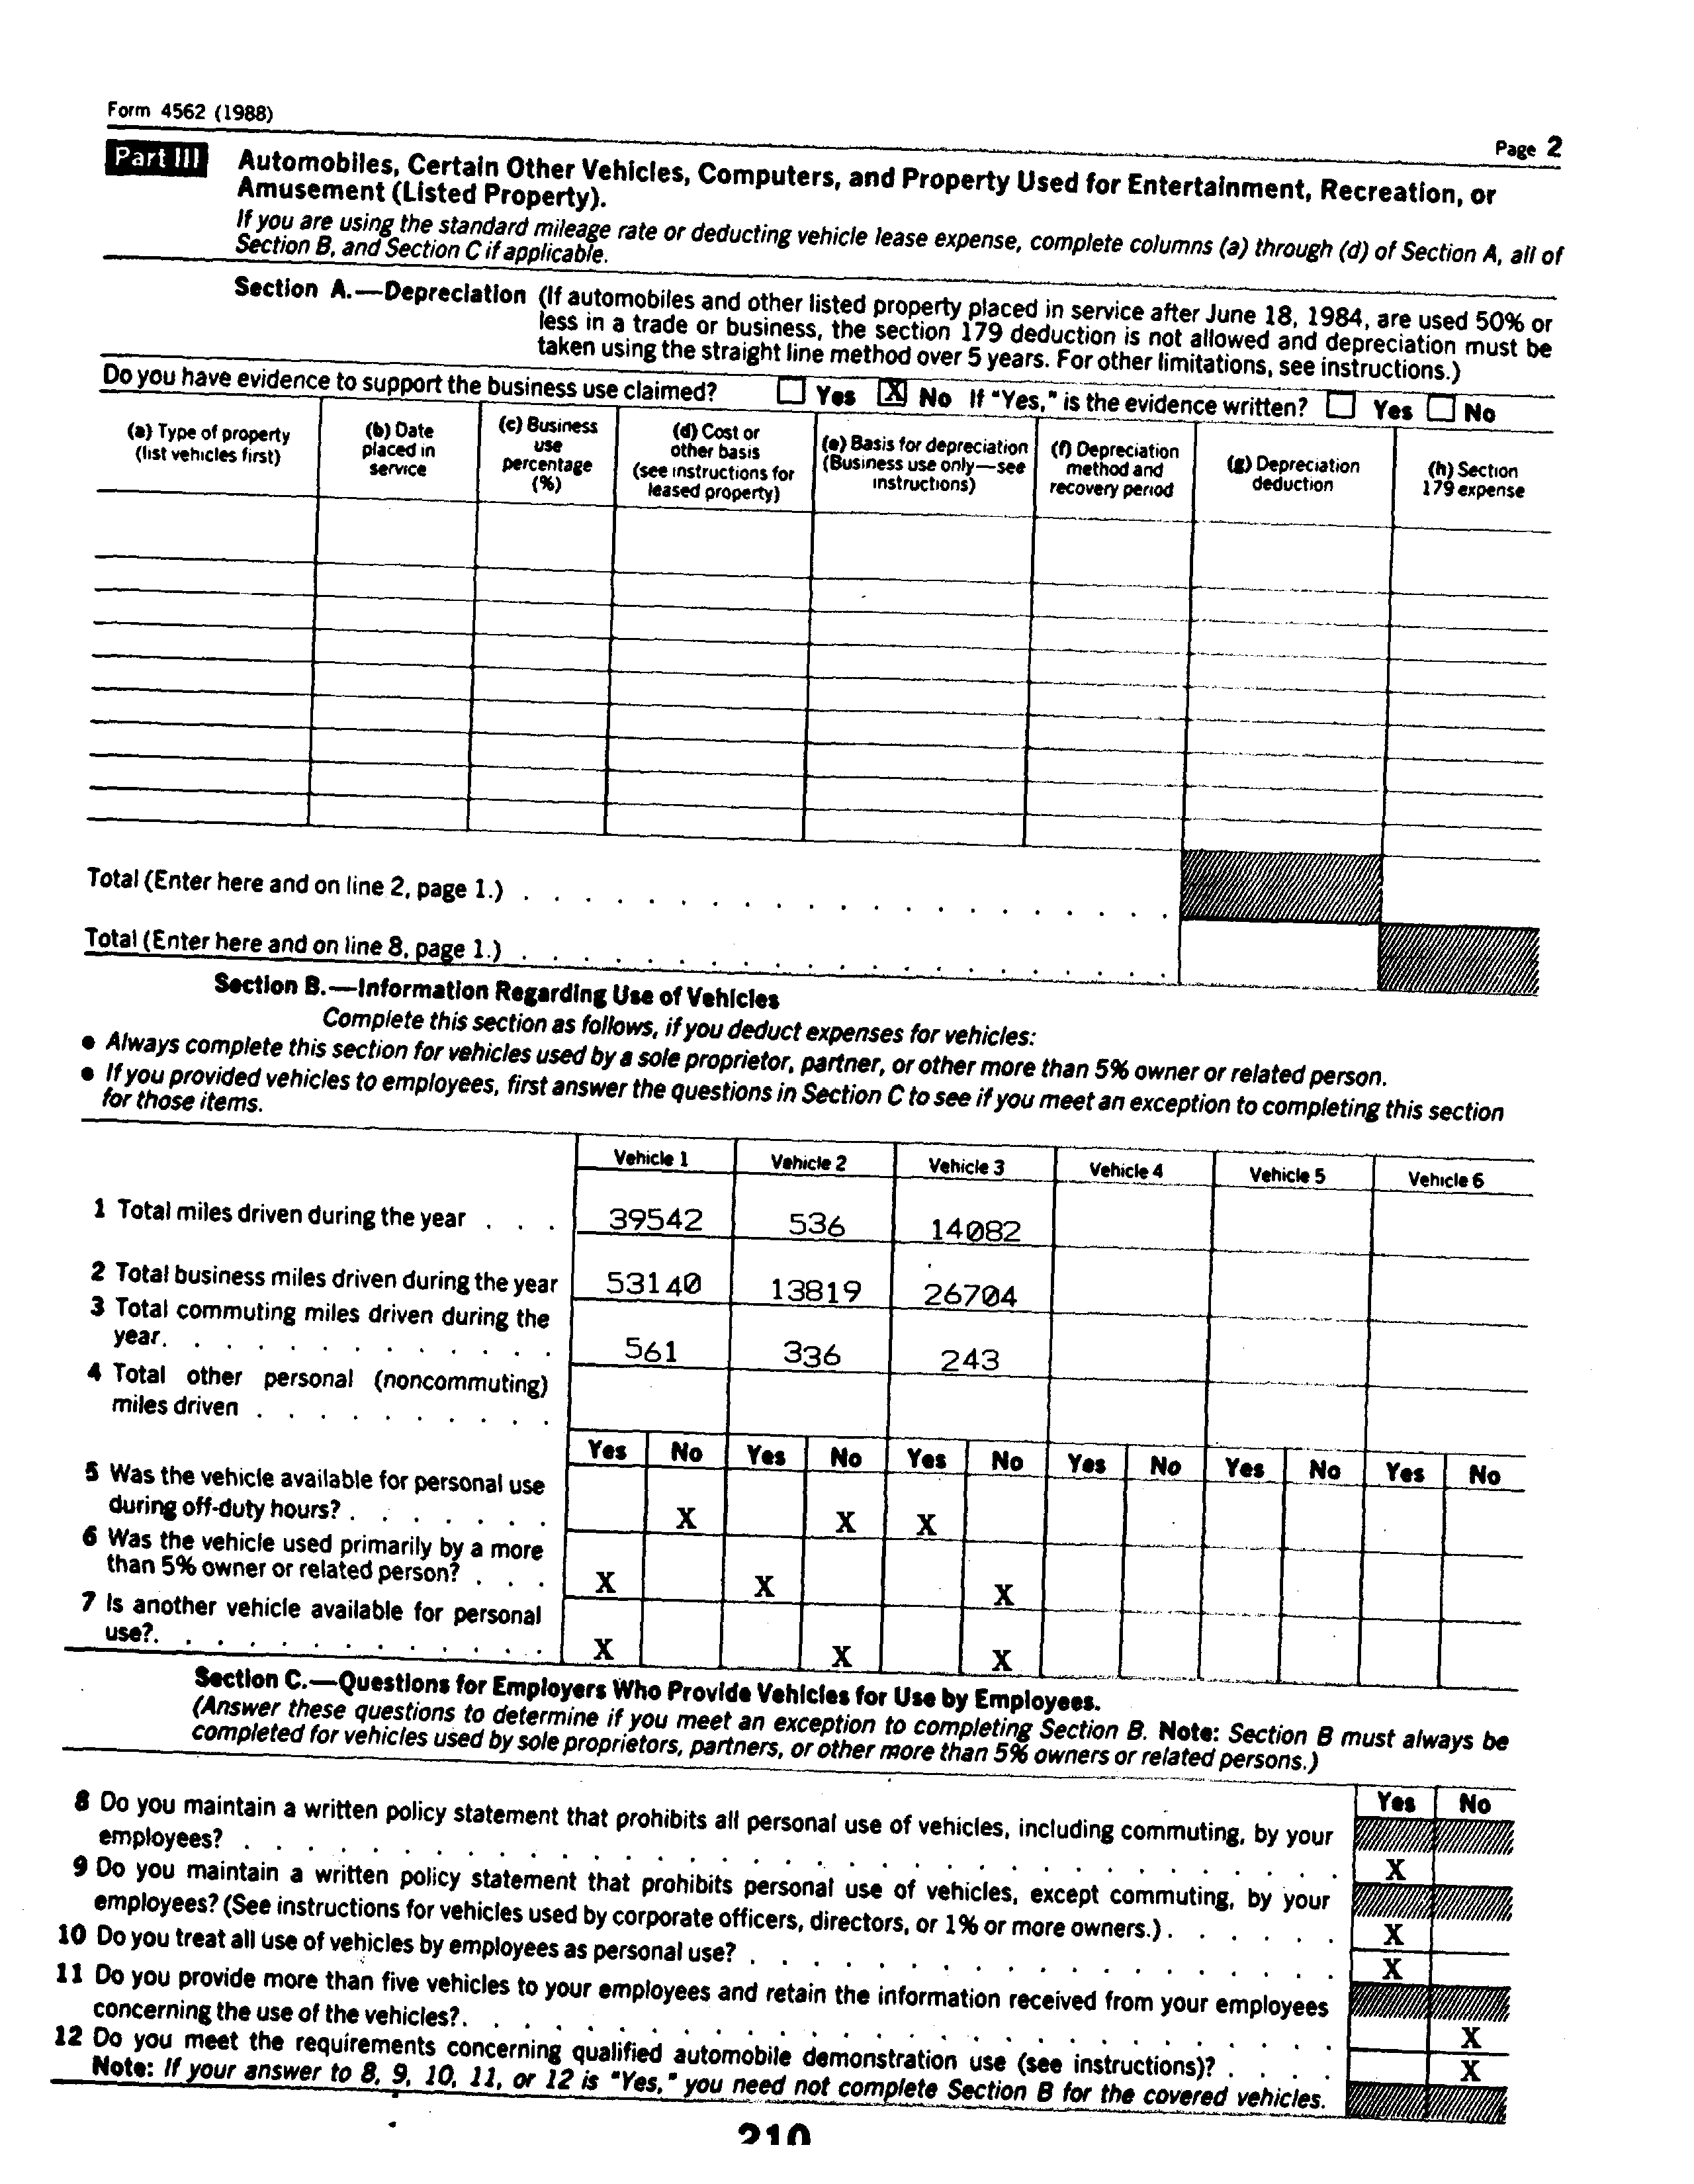 Form 4562 (1988)
Page 2
Part III Automobiles, Certain Other Vehicles, Computers, and Property Used for Entertainment, Recreation, or
Amusement (Listed Property).
If you are using the standard mileage rate or deducting vehicle lease expense, complete columns (a) through (d) of Section A, all of
Section B, and Section C if applicable.
Section A.—Depreciation (If automobiles and other listed property placed in service after June 18, 1984, are used 50% or
less in a trade or business, the section 179 deduction is not allowed and depreciation must be
taken using the straight line method over 5 years. For other limitations, see instructions.)
Do you have evidence to support the business use claimed? Yes X No If "Yes," is the evidence written? Yes No
(a) Type of property
(list vehicles first)
(b) Date
placed in
service
(c) Business
use
percentage
(%)
(d) Cost or
other basis
(see instructions for
leased property)
(e) Basis for depreciation
(Business use only—see
instructions)
(f) Depreciation
method and
recovery period
(g) Depreciation
deduction
(h) Section
179 expense
Total (Enter here and on line 2, page 1.) . . . . . . . . . . . . . . . . . . . . .
Total (Enter here and on line 8, page 1.) . . . . . . . . . . . . . . . . . . . . .
Section B.—Information Regarding Use of Vehicles
Complete this section as follows, if you deduct expenses for vehicles:
● Always complete this section for vehicles used by a sole proprietor, partner, or other more than 5% owner or related person.
● If you provided vehicles to employees, first answer the questions in Section C to see if you meet an exception to completing this section
for those items.
Vehicle 1 Vehicle 2 Vehicle 3 Vehicle 4 Vehicle 5 Vehicle 6
1 Total miles driven during the year . . . 39542 536 14082
2 Total business miles driven during the year 53140 13819 26704
3 Total commuting miles driven during the
year. . . . . . . . . . . . . 561 336 243
4 Total other personal (noncommuting)
miles driven . . . . . . . . . .
Yes No Yes No Yes No Yes No Yes No Yes No
5 Was the vehicle available for personal use
during off-duty hours? . . . . . . . X X X
6 Was the vehicle used primarily by a more
than 5% owner or related person? . . . X X X
7 Is another vehicle available for personal
use?. . . . . . . . . . . . . X X X
Section C.—Questions for Employers Who Provide Vehicles for Use by Employees.
(Answer these questions to determine if you meet an exception to completing Section B. Note: Section B must always be
completed for vehicles used by sole proprietors, partners, or other more than 5% owners or related persons.)
Yes No
8 Do you maintain a written policy statement that prohibits all personal use of vehicles, including commuting, by your
employees? . . . . . . . . . . . . . . . . . . . . . . . . . . . . . . . . . . . X
9 Do you maintain a written policy statement that prohibits personal use of vehicles, except commuting, by your
employees? (See instructions for vehicles used by corporate officers, directors, or 1% or more owners.) . . . . . . X
10 Do you treat all use of vehicles by employees as personal use? . . . . . . . . . . . . . . . . . . . X
11 Do you provide more than five vehicles to your employees and retain the information received from your employees
concerning the use of the vehicles?. . . . . . . . . . . . . . . . . . . . . . . . . . . . X
12 Do you meet the requirements concerning qualified automobile demonstration use (see instructions)? . . . . X
Note: If your answer to 8, 9, 10, 11, or 12 is "Yes," you need not complete Section B for the covered vehicles.
210